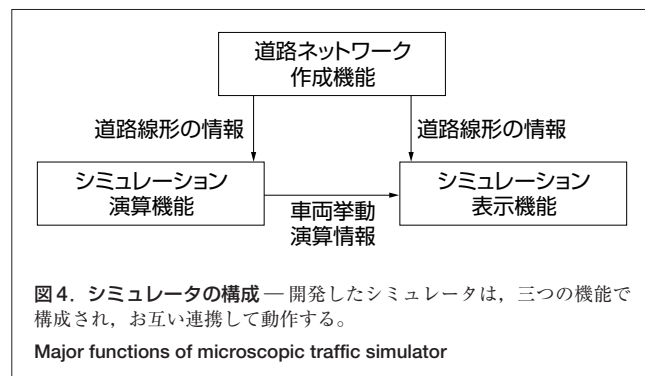 道路ネットワーク
作成機能
道路線形の情報
道路線形の情報
シミュレーション
演算機能
車両挙動
演算情報
シミュレーション
表示機能
図4．シミュレータの構成 — 開発したシミュレータは，三つの機能で
構成され，お互い連携して動作する。
Major functions of microscopic traffic simulator